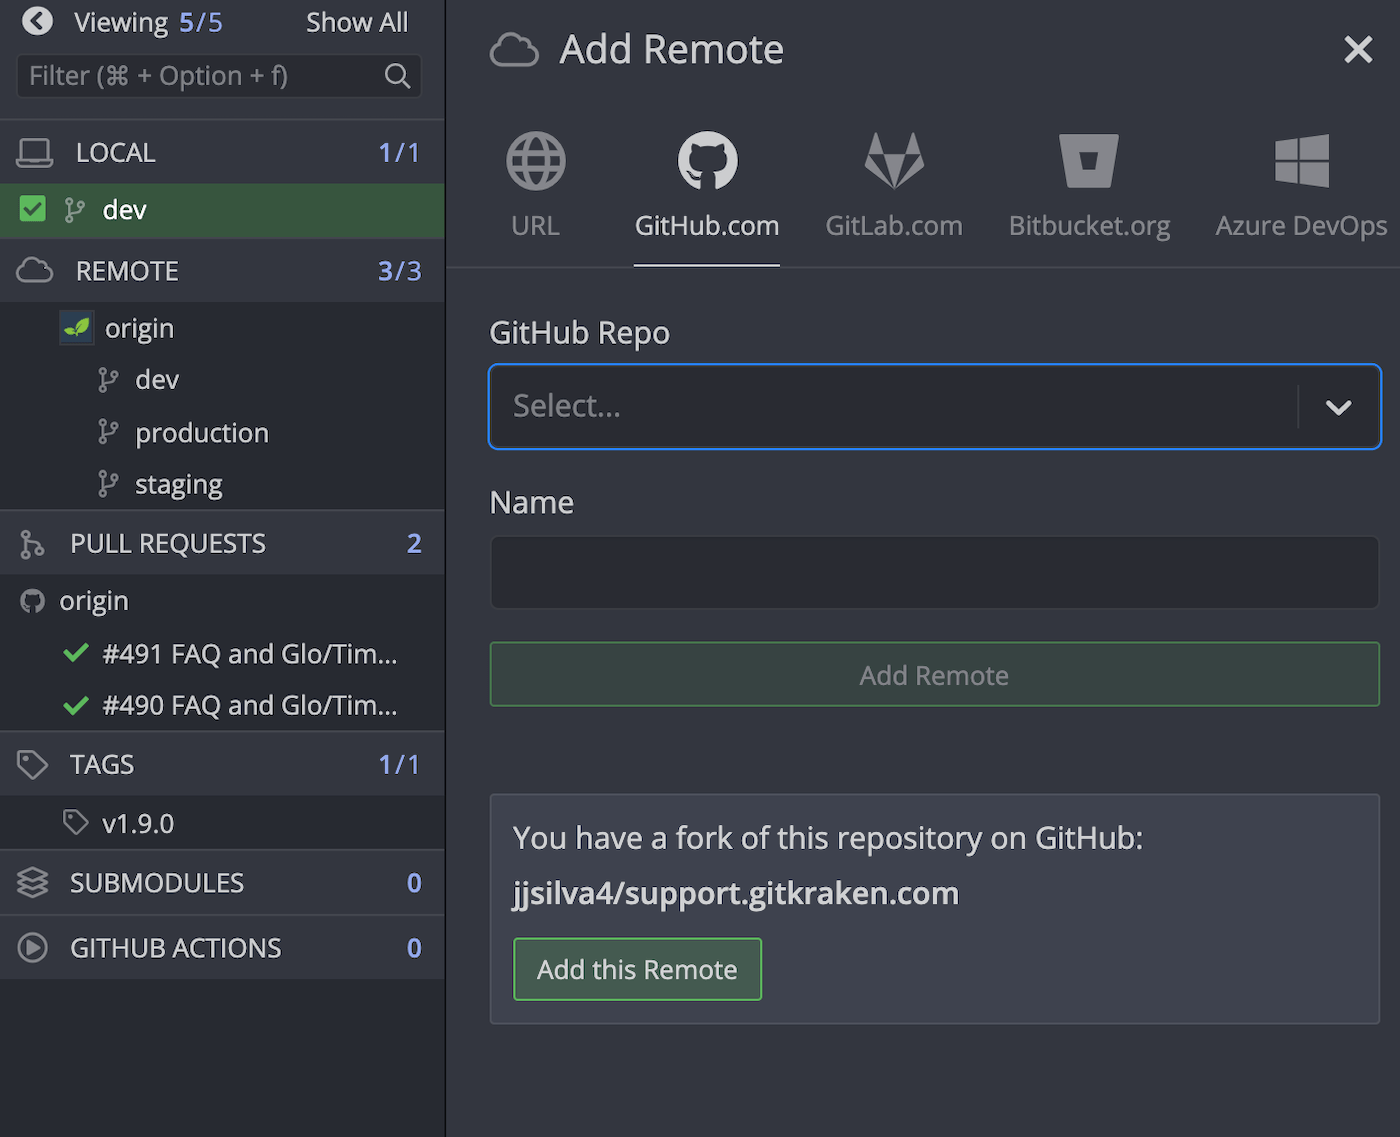 Viewing 5/5 Show All
Filter (⌘ + Option + f)
LOCAL 1/1
dev
REMOTE 3/3
origin
dev
production
staging
PULL REQUESTS 2
origin
#491 FAQ and Glo/Tim...
#490 FAQ and Glo/Tim...
TAGS 1/1
v1.9.0
SUBMODULES 0
GITHUB ACTIONS 0
Add Remote
URL GitHub.com GitLab.com Bitbucket.org Azure DevOps
GitHub Repo
Select...
Name
Add Remote
You have a fork of this repository on GitHub:
jjsilva4/support.gitkraken.com
Add this Remote